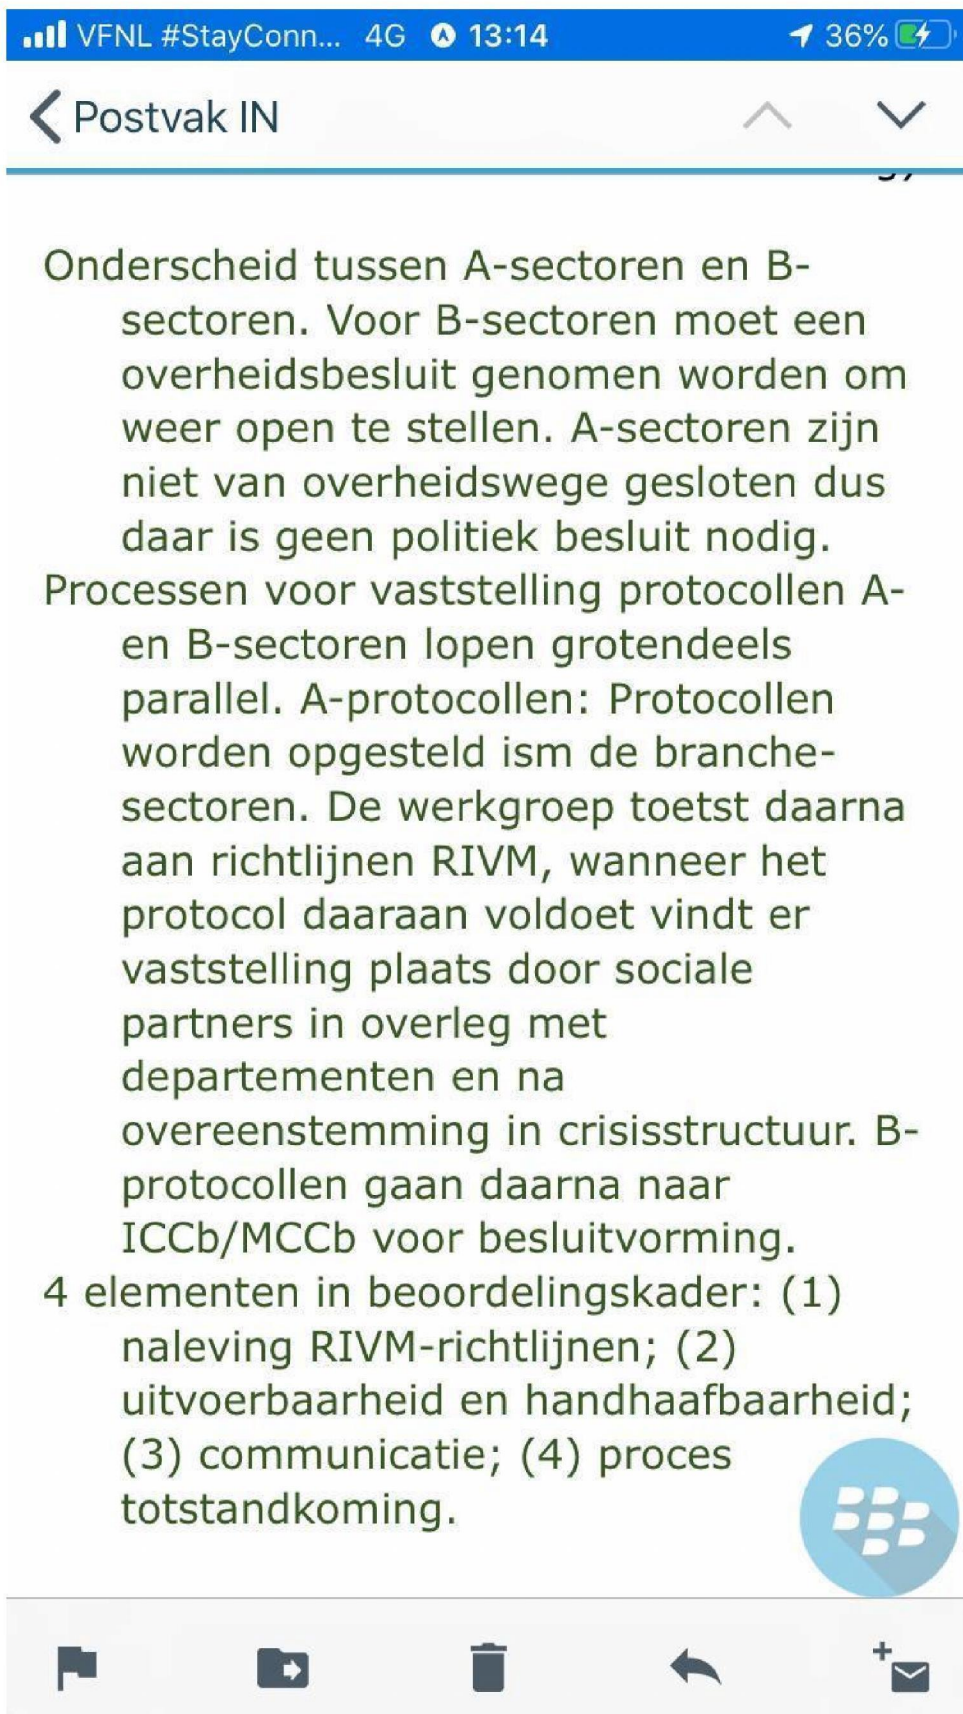 VFNL #StayConn... 4G 13:14 36%
Postvak IN
Onderscheid tussen A-sectoren en B-
sectoren. Voor B-sectoren moet een
overheidsbesluit genomen worden om
weer open te stellen. A-sectoren zijn
niet van overheidswege gesloten dus
daar is geen politiek besluit nodig.
Processen voor vaststelling protocollen A-
en B-sectoren lopen grotendeels
parallel. A-protocollen: Protocollen
worden opgesteld ism de branche-
sectoren. De werkgroep toetst daarna
aan richtlijnen RIVM, wanneer het
protocol daaraan voldoet vindt er
vaststelling plaats door sociale
partners in overleg met
departementen en na
overeenstemming in crisisstructuur. B-
protocollen gaan daarna naar
ICCb/MCCb voor besluitvorming.
4 elementen in beoordelingskader: (1)
naleving RIVM-richtlijnen; (2)
uitvoerbaarheid en handhaafbaarheid;
(3) communicatie; (4) proces
totstandkoming.